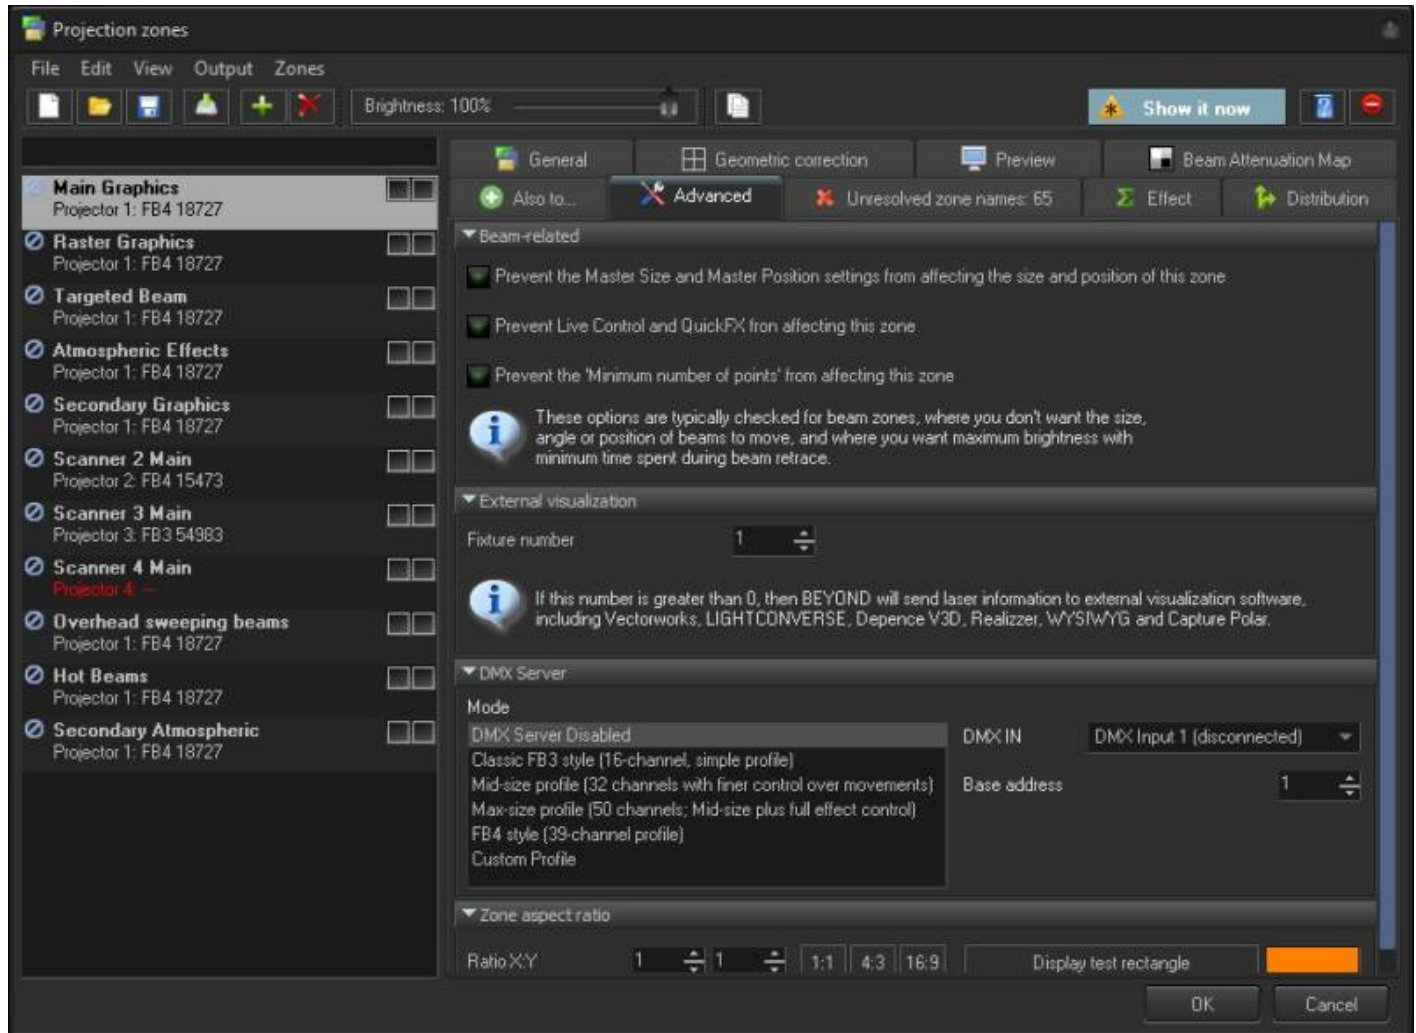 Projection zones
File Edit View Output Zones
Brightness: 100%
Show it now
General
Geometric correction
Preview
Beam Attenuation Map
Also to...
Advanced
Unresolved zone names: 65
Effect
Distribution
Main Graphics
Projector 1: FB4 18727
Raster Graphics
Projector 1: FB4 18727
Targeted Beam
Projector 1: FB4 18727
Atmospheric Effects
Projector 1: FB4 18727
Secondary Graphics
Projector 1: FB4 18727
Scanner 2 Main
Projector 2: FB4 15473
Scanner 3 Main
Projector 3: FB3 54983
Scanner 4 Main
Projector 4: --
Overhead sweeping beams
Projector 1: FB4 18727
Hot Beams
Projector 1: FB4 18727
Secondary Atmospheric
Projector 1: FB4 18727
Beam-related
Prevent the Master Size and Master Position settings from affecting the size and position of this zone
Prevent Live Control and QuickFX fron affecting this zone
Prevent the 'Minimum number of points' from affecting this zone
These options are typically checked for beam zones, where you don't want the size,
angle or position of beams to move, and where you want maximum brightness with
minimum time spent during beam retrace.
External visualization
Fixture number 1
If this number is greater than 0, then BEYOND will send laser information to external visualization software,
including Vectorworks, LIGHTCONVERSE, Depence V3D, Realizzer, WYSIWYG and Capture Polar.
DMX Server
Mode
DMX Server Disabled
Classic FB3 style (16-channel, simple profile)
Mid-size profile (32 channels with finer control over movements)
Max-size profile (50 channels; Mid-size plus full effect control)
FB4 style (39-channel profile)
Custom Profile
DMX IN DMX Input 1 (disconnected)
Base address 1
Zone aspect ratio
Ratio X:Y 1 1 1:1 4:3 16:9 Display test rectangle
OK Cancel